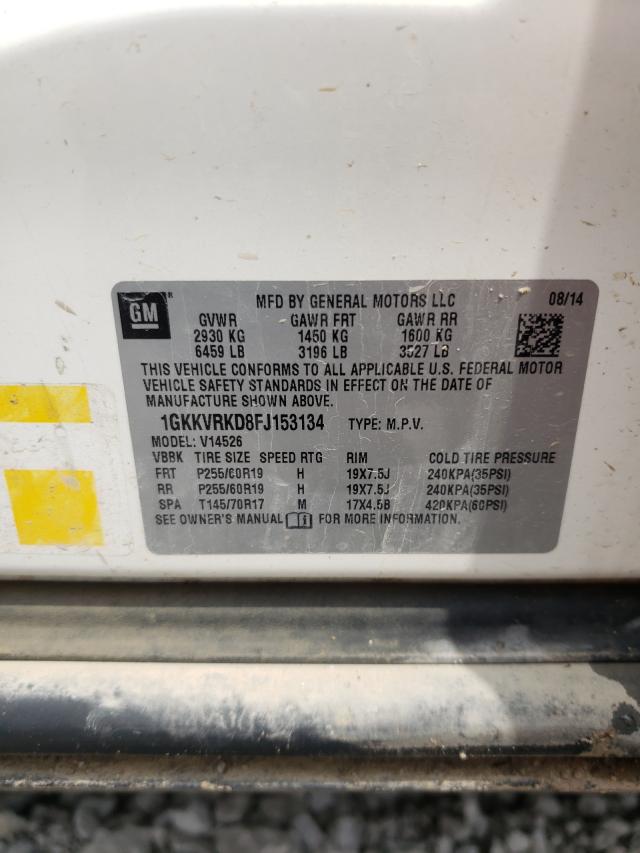 GM ®
MFD BY GENERAL MOTORS LLC 08/14
GVWR GAWR FRT GAWR RR
2930 KG 1450 KG 1600 KG
6459 LB 3196 LB 3527 LB
THIS VEHICLE CONFORMS TO ALL APPLICABLE U.S. FEDERAL MOTOR
VEHICLE SAFETY STANDARDS IN EFFECT ON THE DATE OF
MANUFACTURE SHOWN ABOVE.
1GKKVRKD8FJ153134 TYPE: M.P.V.
MODEL: V14526
VBBK TIRE SIZE SPEED RTG RIM COLD TIRE PRESSURE
FRT P255/60R19 H 19X7.5J 240KPA(35PSI)
RR P255/60R19 H 19X7.5J 240KPA(35PSI)
SPA T145/70R17 M 17X4.5B 420KPA(60PSI)
SEE OWNER'S MANUAL FOR MORE INFORMATION.